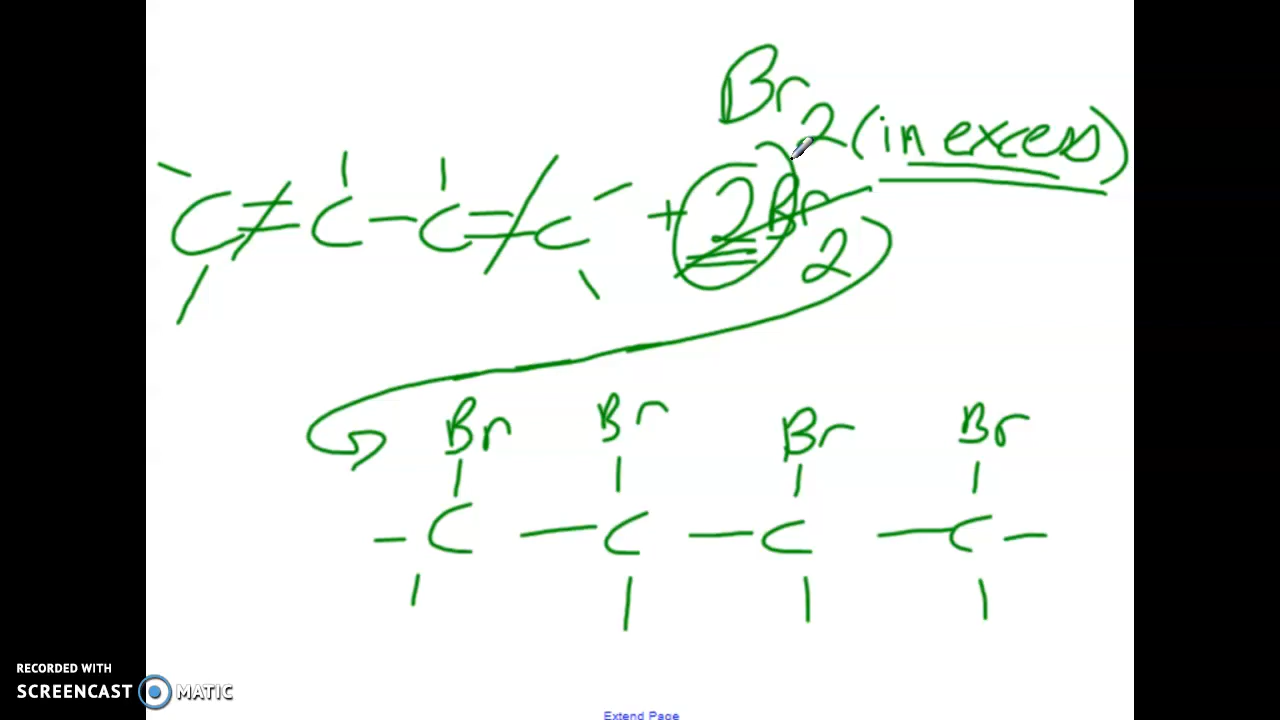 Br2 (in excess)
C=C-C=C + 2Br2
Br Br Br Br
-C-C-C-C-
RECORDED WITH
SCREENCAST MATIC
Extend Page